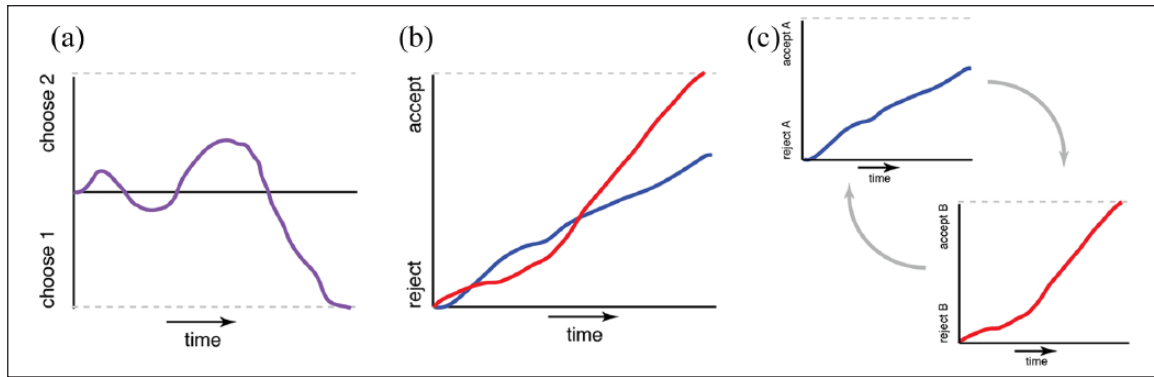 (a)
choose 2
choose 1
time
(b)
accept
reject
time
(c)
accept A
reject A
time
accept B
reject B
time